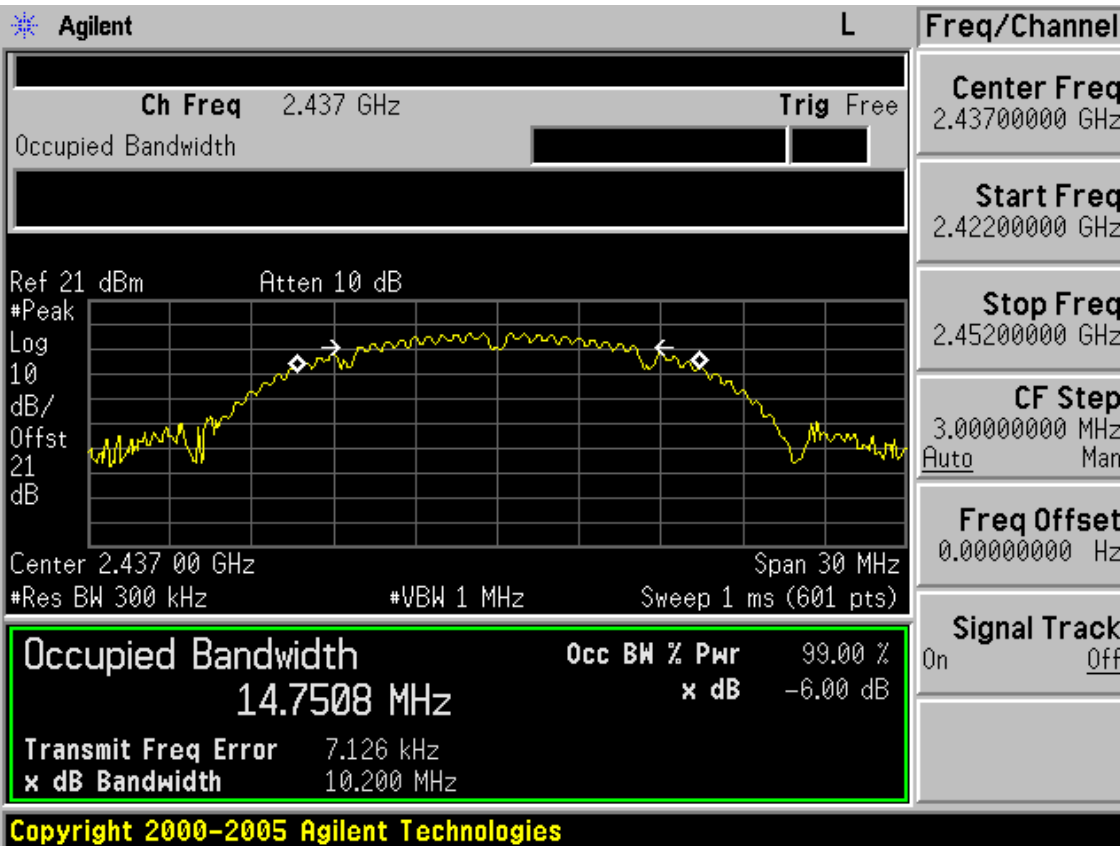 Agilent L
Freq/Channel
Ch Freq 2.437 GHz Trig Free
Occupied Bandwidth
Center Freq
2.43700000 GHz
Start Freq
2.42200000 GHz
Stop Freq
2.45200000 GHz
CF Step
3.00000000 MHz
Auto Man
Freq Offset
0.00000000 Hz
Signal Track
On Off
Ref 21 dBm Atten 10 dB
#Peak
Log
10
dB/
Offst
21
dB
Center 2.437 00 GHz Span 30 MHz
#Res BW 300 kHz #VBW 1 MHz Sweep 1 ms (601 pts)
Occupied Bandwidth
14.7508 MHz
Occ BW % Pwr 99.00 %
x dB -6.00 dB
Transmit Freq Error 7.126 kHz
x dB Bandwidth 10.200 MHz
Copyright 2000-2005 Agilent Technologies